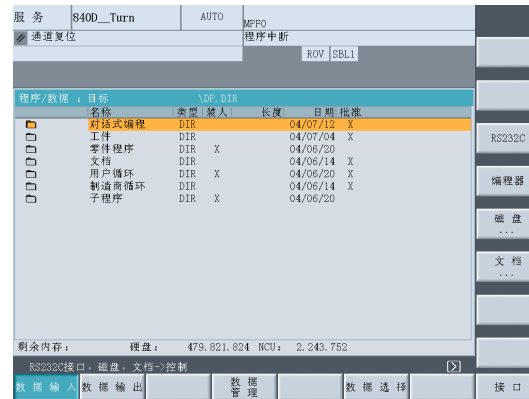 服 务 840D__Turn AUTO MPF0
通道复位 程序中断
ROV SBL1
程序/数据 : 目标 \DP.DIR
名称 类型 装人 长度 日期 批准
对话式编程 DIR 04/07/12 X
工件 DIR 04/07/04 X
零件程序 DIR X 04/06/20
文档 DIR 04/06/14 X
用户循环 DIR X 04/06/20 X
制造商循环 DIR 04/06/14 X
子程序 DIR X 04/06/20
RS232C
编程器
磁 盘
...
文 档
...
剩余内存: 硬盘: 479.821.824 NCU: 2.243.752
RS232C接口, 磁盘, 文档->控制
数 据 输 入 数 据 输 出 数 据 管 理 数 据 选 择 接 口